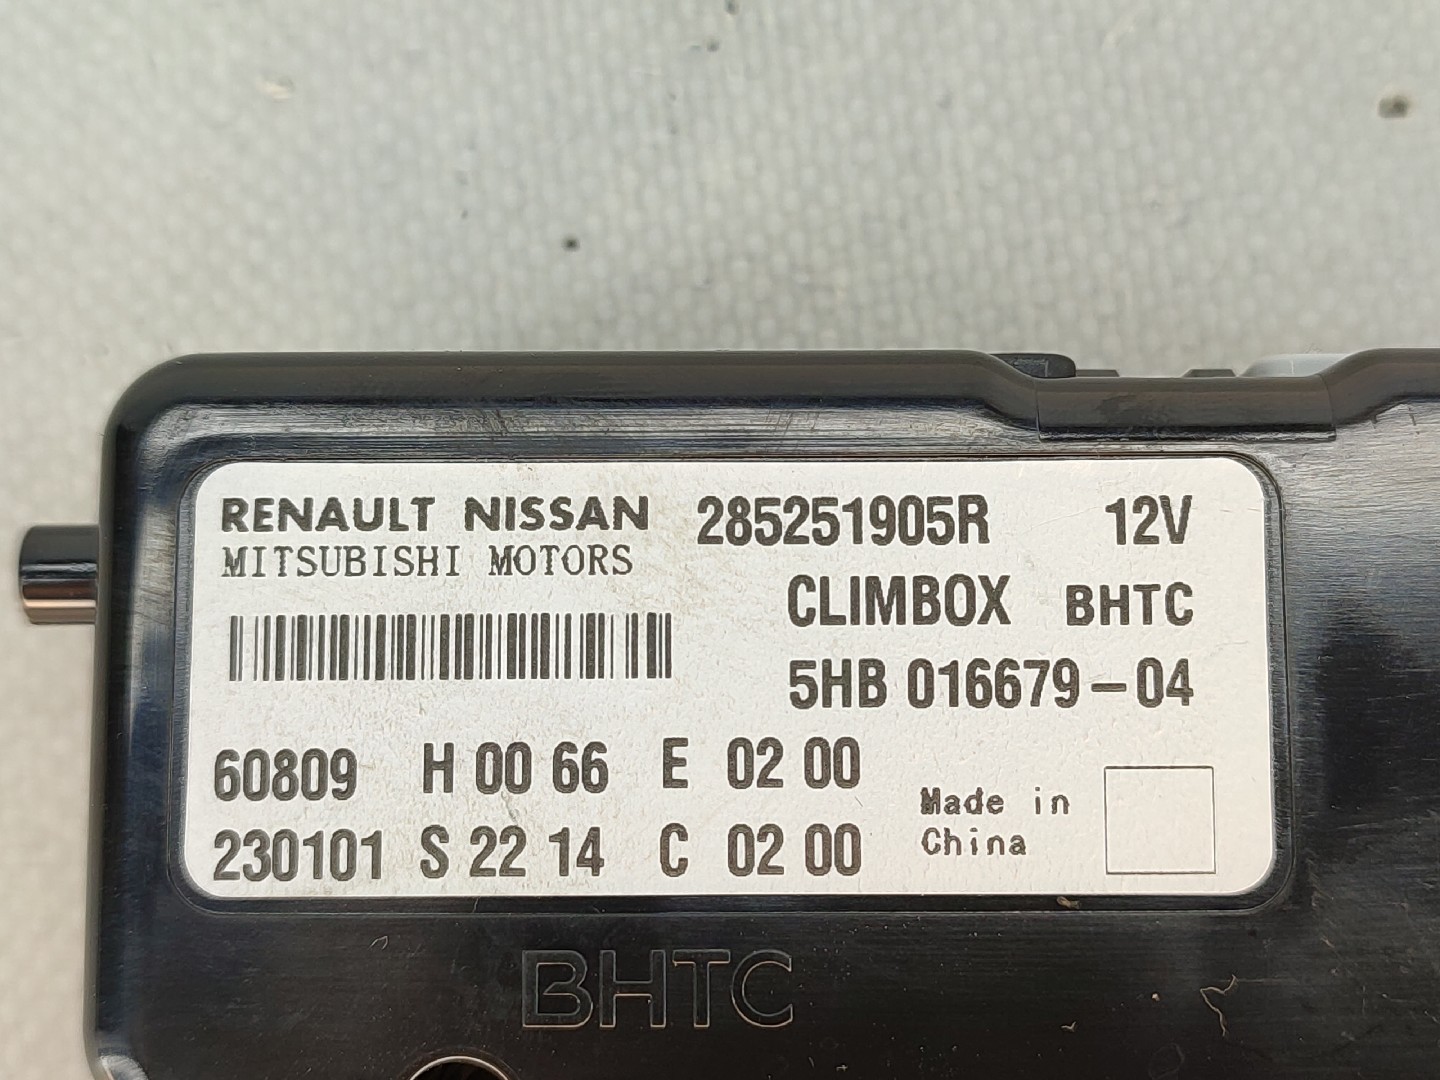 RENAULT NISSAN 285251905R 12V
MITSUBISHI MOTORS
CLIMBOX BHTC
5HB 016679-04
60809 H 00 66 E 02 00
230101 S 22 14 C 02 00
Made in
China
BHTC